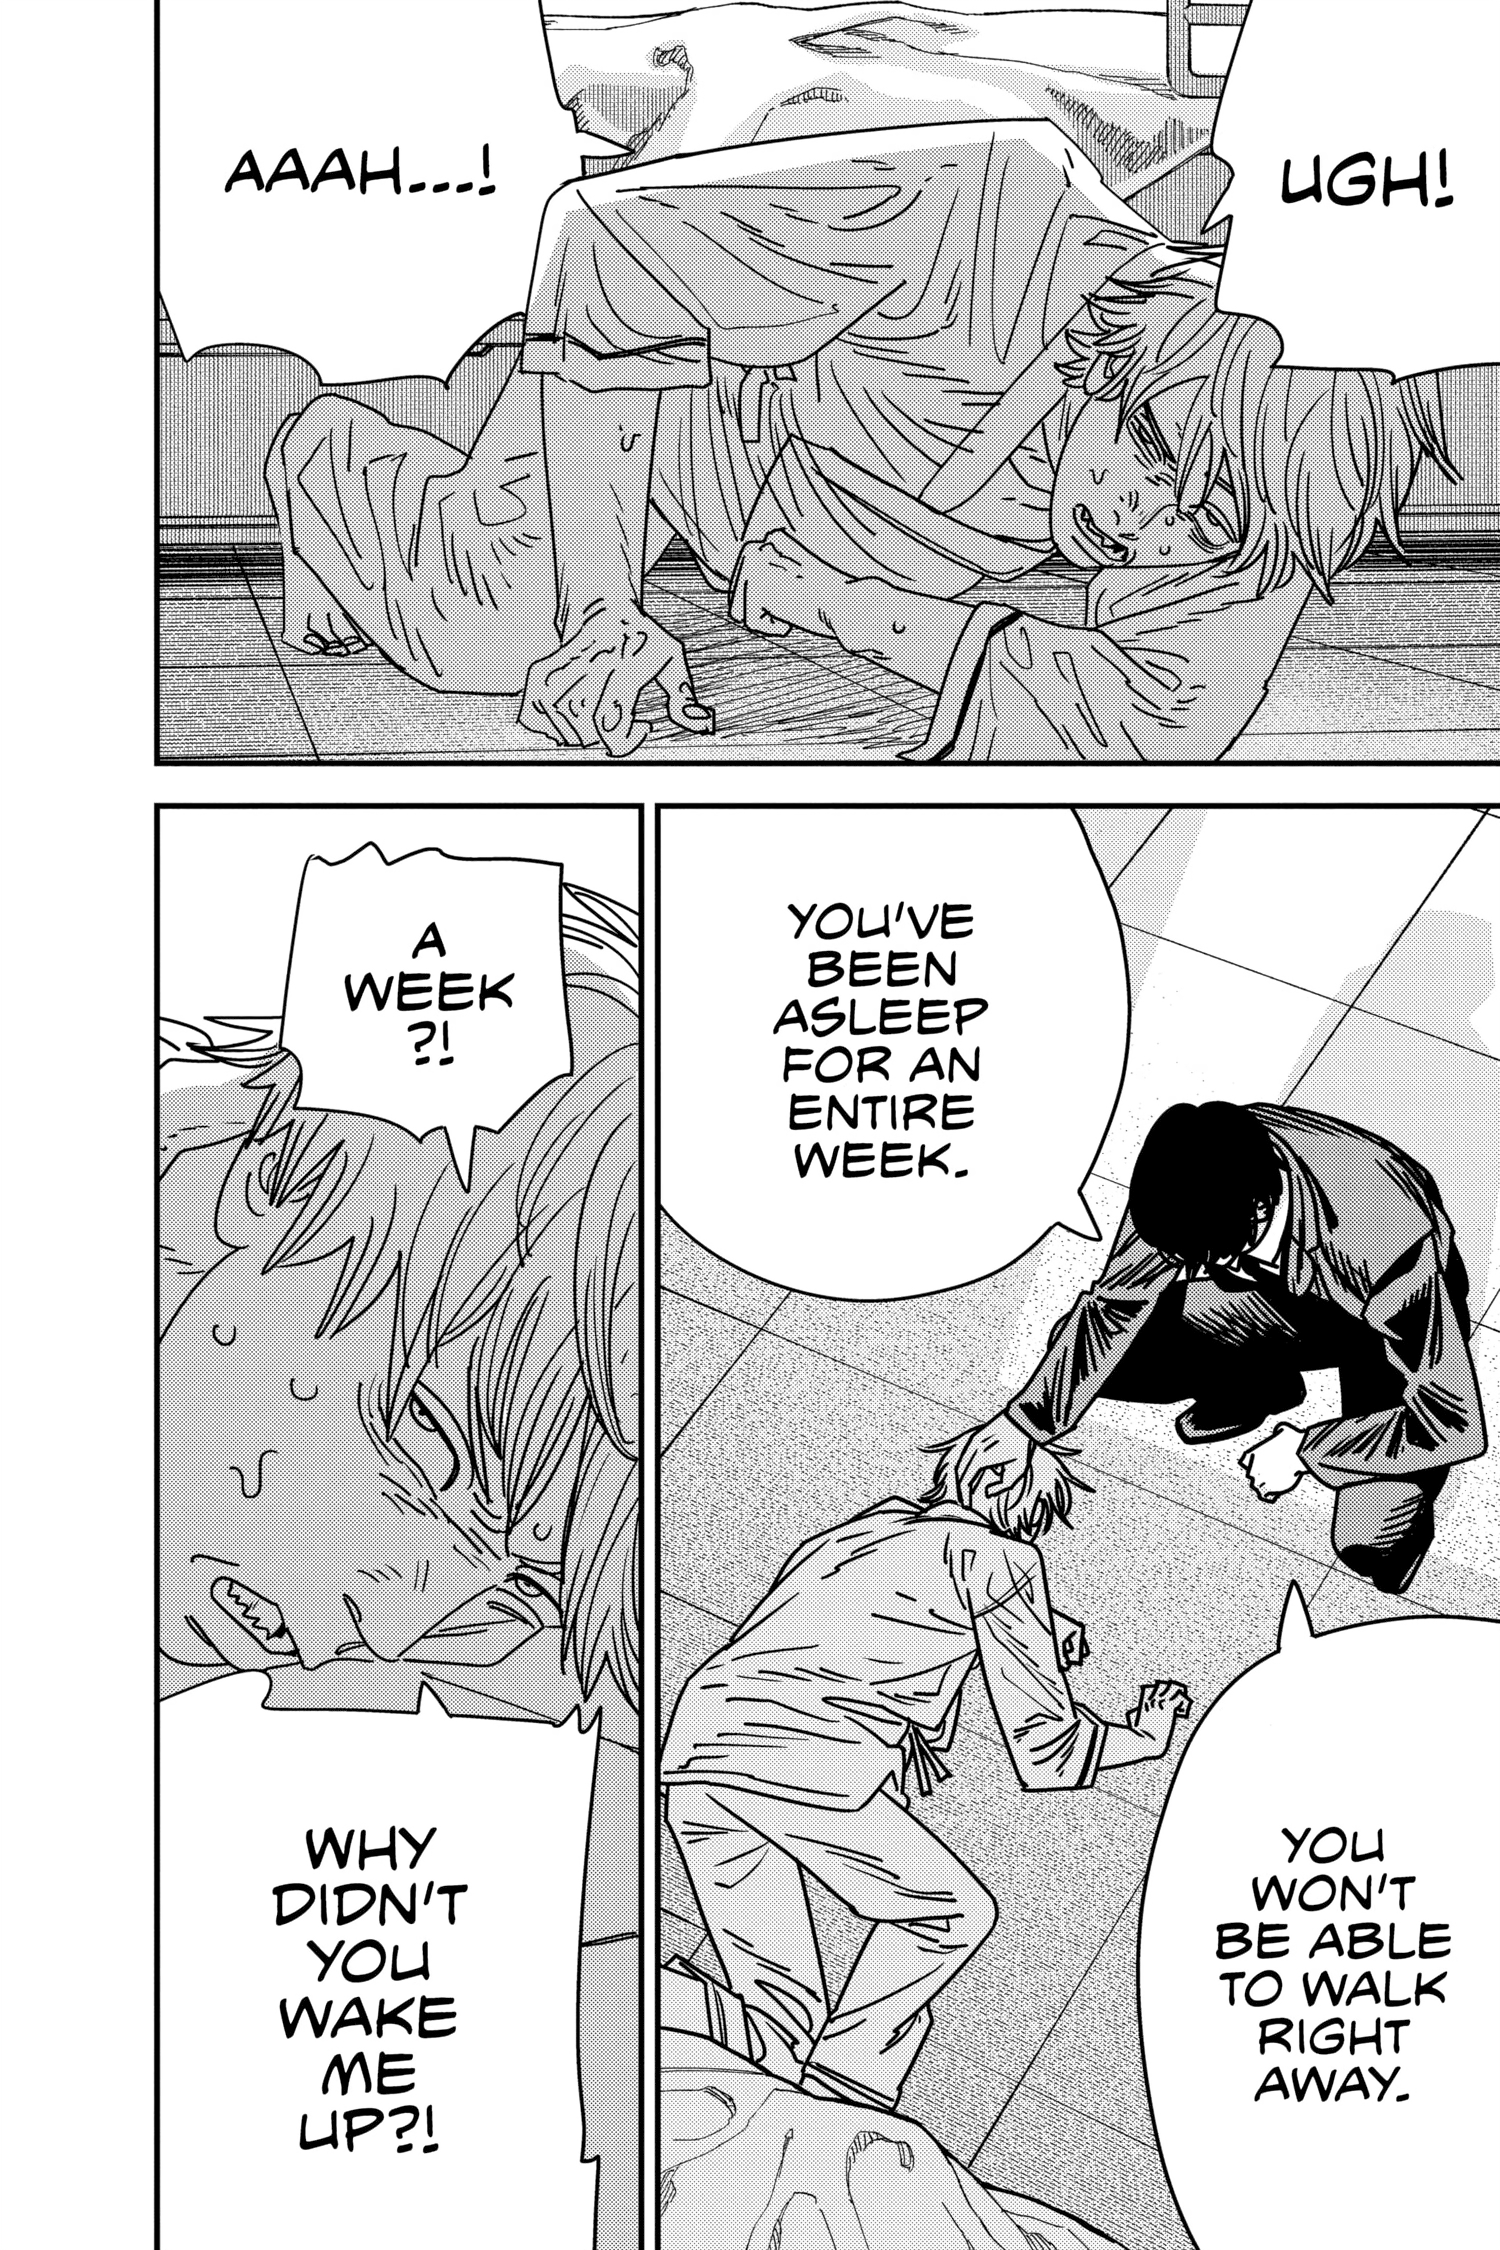 UGH!
AAAH...!
YOU'VE
BEEN
ASLEEP
FOR AN
ENTIRE
WEEK.
YOU
WON'T
BE ABLE
TO WALK
RIGHT
AWAY.
A
WEEK
?!
WHY
DIDN'T
YOU
WAKE
ME
UP?!